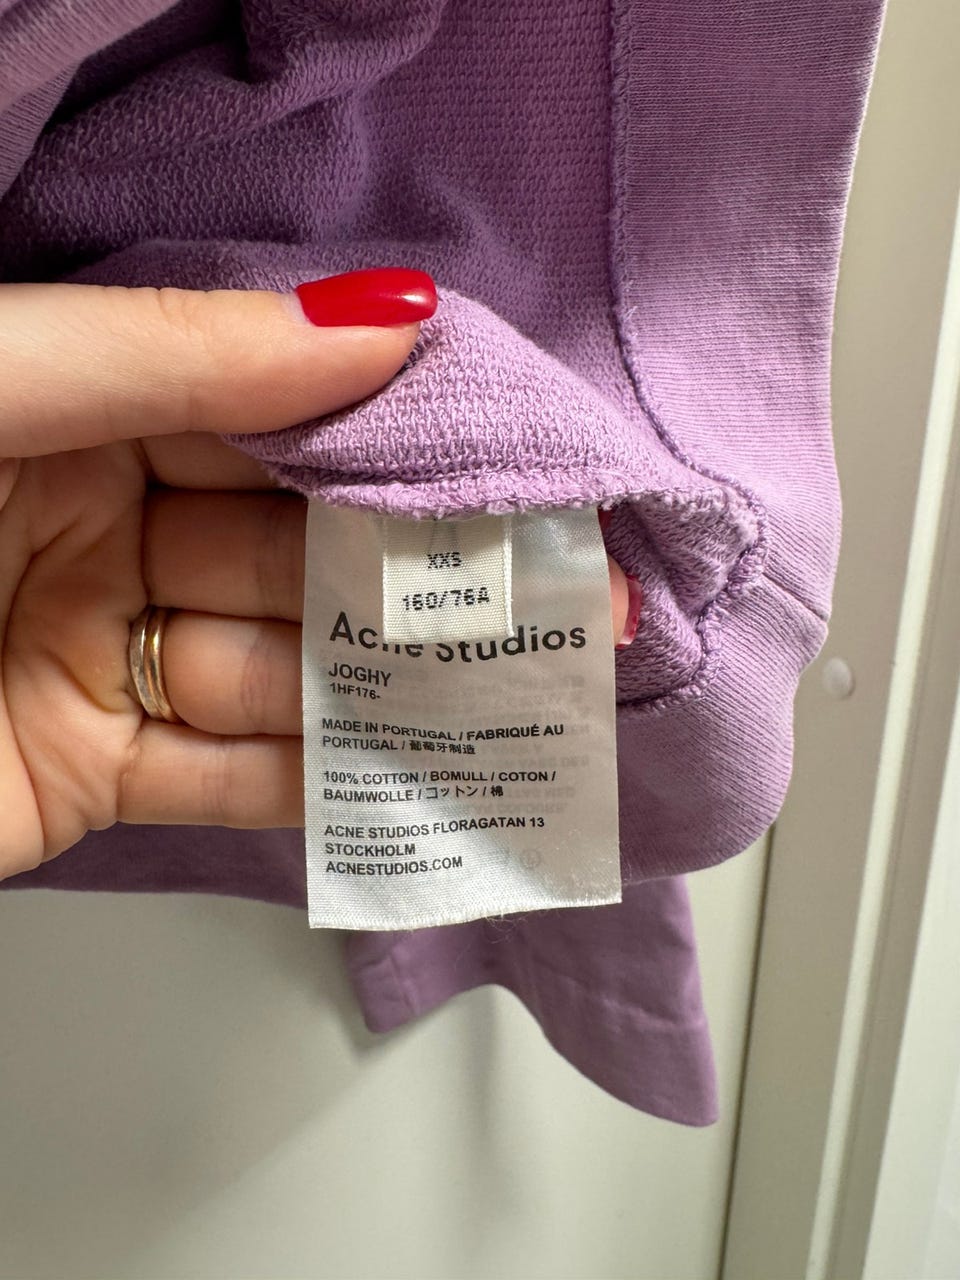 XXS
160/76A
Acne Studios
JOGHY
1HF176-
MADE IN PORTUGAL / FABRIQUÉ AU
PORTUGAL / 葡萄牙制造
100% COTTON / BOMULL / COTON /
BAUMWOLLE / コットン / 棉
ACNE STUDIOS FLORAGATAN 13
STOCKHOLM
ACNESTUDIOS.COM